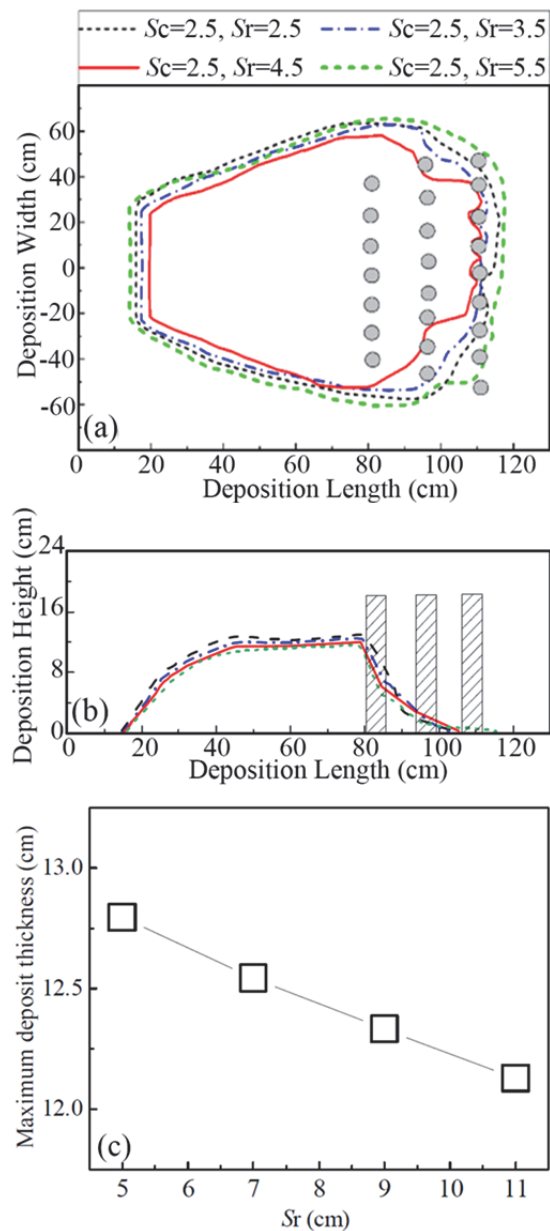 Sc=2.5, Sr=2.5 Sc=2.5, Sr=3.5
Sc=2.5, Sr=4.5 Sc=2.5, Sr=5.5
60
40
20
0
-20
-40
-60
Deposition Width (cm)
(a)
0 20 40 60 80 100 120
Deposition Length (cm)
24
16
12
8
0
Deposition Height (cm)
(b)
0 20 40 60 80 100 120
Deposition Length (cm)
13.0
12.5
12.0
Maximum deposit thickness (cm)
(c)
5 6 7 8 9 10 11
Sr (cm)